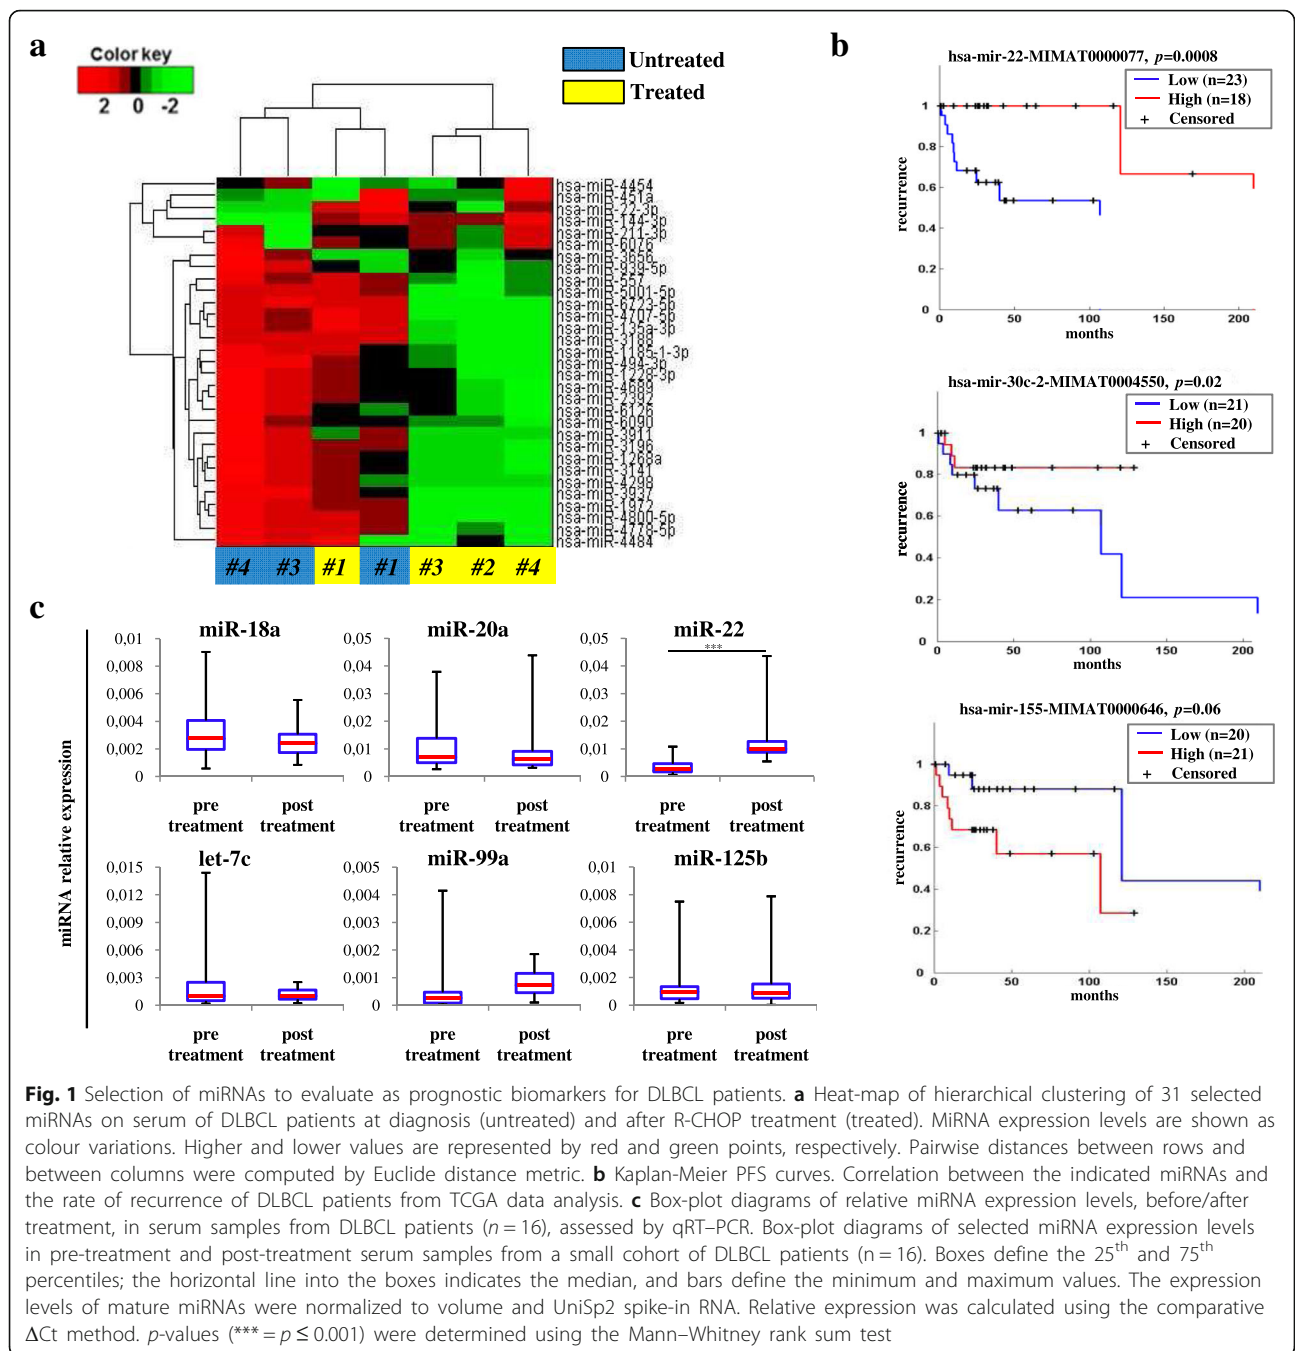 a
Color key
2 0 -2
Untreated
Treated
hsa-miR-4454
hsa-miR-451a
hsa-miR-22-3p
hsa-miR-144-3p
hsa-miR-211-3p
hsa-miR-6076
hsa-miR-3656
hsa-miR-939-5p
hsa-miR-557
hsa-miR-5001-5p
hsa-miR-6723-5p
hsa-miR-4707-5p
hsa-miR-135a-3p
hsa-miR-3188
hsa-miR-1185-1-3p
hsa-miR-494-3p
hsa-miR-1228-3p
hsa-miR-4689
hsa-miR-2392
hsa-miR-6126
hsa-miR-6090
hsa-miR-3911
hsa-miR-3196
hsa-miR-1268a
hsa-miR-3141
hsa-miR-4298
hsa-miR-3937
hsa-miR-1972
hsa-miR-4800-5p
hsa-miR-4778-5p
hsa-miR-4484
#4 #3 #1 #1 #3 #2 #4
b
hsa-mir-22-MIMAT0000077, p=0.0008
Low (n=23)
High (n=18)
+ Censored
recurrence
1
0.8
0.6
0.4
0.2
0
0 50 100 150 200
months
hsa-mir-30c-2-MIMAT0004550, p=0.02
Low (n=21)
High (n=20)
+ Censored
recurrence
1
0.8
0.6
0.4
0.2
0
0 50 100 150 200
months
hsa-mir-155-MIMAT0000646, p=0.06
Low (n=20)
High (n=21)
+ Censored
recurrence
1
0.8
0.6
0.4
0.2
0
0 50 100 150 200
months
c
miRNA relative expression
miR-18a
0,01
0,008
0,006
0,004
0,002
0
pre treatment
post treatment
miR-20a
0,05
0,04
0,03
0,02
0,01
0
pre treatment
post treatment
miR-22
0,05
0,04
0,03
0,02
0,01
0
***
pre treatment
post treatment
let-7c
0,015
0,012
0,009
0,006
0,003
0
pre treatment
post treatment
miR-99a
0,005
0,004
0,003
0,002
0,001
0
pre treatment
post treatment
miR-125b
0,01
0,008
0,006
0,004
0,002
0
pre treatment
post treatment
Fig. 1 Selection of miRNAs to evaluate as prognostic biomarkers for DLBCL patients. a Heat-map of hierarchical clustering of 31 selected
miRNAs on serum of DLBCL patients at diagnosis (untreated) and after R-CHOP treatment (treated). MiRNA expression levels are shown as
colour variations. Higher and lower values are represented by red and green points, respectively. Pairwise distances between rows and
between columns were computed by Euclide distance metric. b Kaplan-Meier PFS curves. Correlation between the indicated miRNAs and
the rate of recurrence of DLBCL patients from TCGA data analysis. c Box-plot diagrams of relative miRNA expression levels, before/after
treatment, in serum samples from DLBCL patients (n = 16), assessed by qRT–PCR. Box-plot diagrams of selected miRNA expression levels
in pre-treatment and post-treatment serum samples from a small cohort of DLBCL patients (n = 16). Boxes define the 25th and 75th
percentiles; the horizontal line into the boxes indicates the median, and bars define the minimum and maximum values. The expression
levels of mature miRNAs were normalized to volume and UniSp2 spike-in RNA. Relative expression was calculated using the comparative
ΔCt method. p-values (*** = p ≤ 0.001) were determined using the Mann–Whitney rank sum test